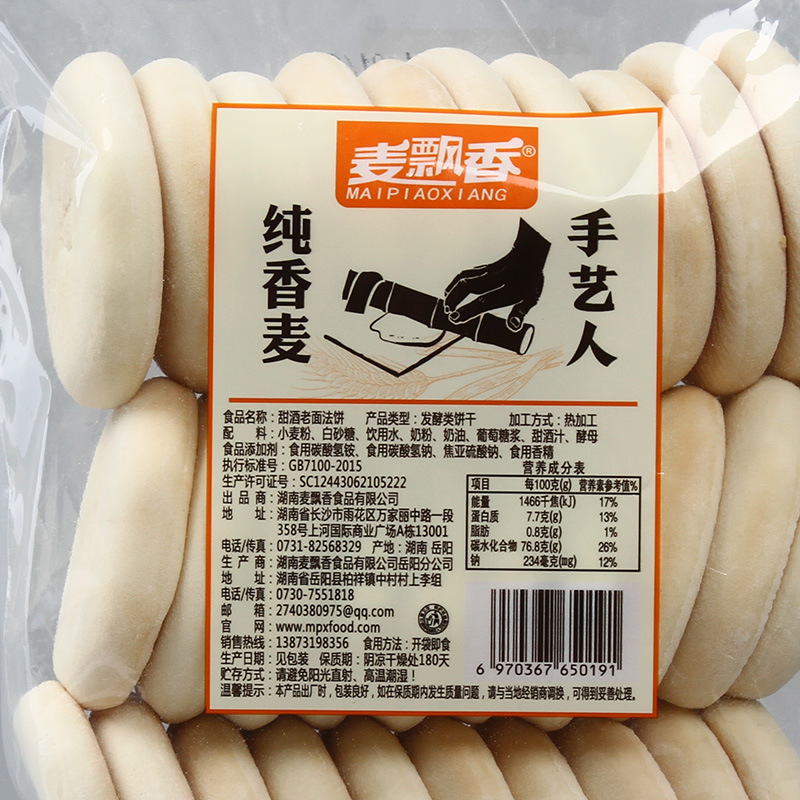 麦飘香®
MAIPIAOXIANG
纯香麦
手艺人
食品名称：甜酒老面法饼 产品类型：发酵类饼干 加工方式：热加工
配 料：小麦粉、白砂糖、饮用水、奶粉、奶油、葡萄糖浆、甜酒汁、酵母
食品添加剂：食用碳酸氢铵、食用碳酸氢钠、焦亚硫酸钠、食用香精
执行标准号：GB7100-2015
生产许可证号：SC12443062105222
出 品 商：湖南麦飘香食品有限公司
地 址：湖南省长沙市雨花区万家丽中路一段
358号上河国际商业广场A栋13001
电话/传真：0731-82568329 产地：湖南 岳阳
生 产 商：湖南麦飘香食品有限公司岳阳分公司
地 址：湖南省岳阳县柏祥镇中村村上李组
电话/传真：0730-7551818
邮 箱：2740380975@qq.com
官 网：www.mpxfood.com
销售热线：13873198356 食用方法：开袋即食
生产日期：见包装 保质期：阴凉干燥处180天
贮存方式：请避免阳光直射、高温潮湿！
温馨提示：本产品出厂时，包装良好，如在保质期内发生质量问题，请与当地经销商调换，可得到妥善处理。
营养成分表
项目 每100克(g) 营养素参考值%
能量 1466千焦(kJ) 17%
蛋白质 7.7克(g) 13%
脂肪 0.8克(g) 1%
碳水化合物 76.8克(g) 26%
钠 234毫克(mg) 12%
6 970367 650191